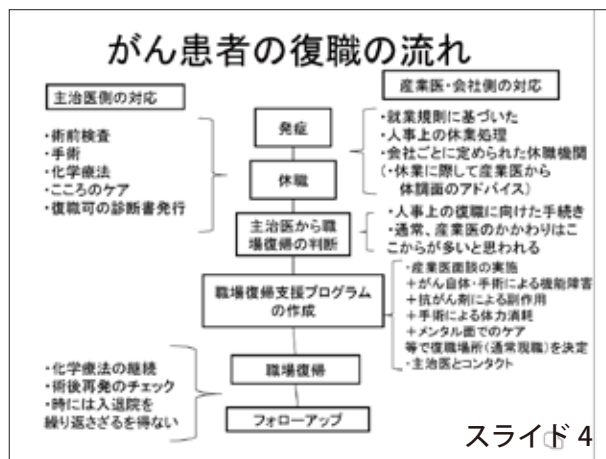 がん患者の復職の流れ
主治医側の対応
・術前検査
・手術
・化学療法
・こころのケア
・復職可の診断書発行
産業医・会社側の対応
・就業規則に基づいた
・人事上の休業処理
・会社ごとに定められた休職機関
(・休業に際して産業医から
体調面のアドバイス)
発症
休職
主治医から職
場復帰の判断
・人事上の復職に向けた手続き
・通常、産業医のかかわりはこ
こからが多いと思われる
職場復帰支援プログラム
の作成
・産業医面談の実施
+がん自体・手術による機能障害
+抗がん剤による副作用
+手術による体力消耗
+メンタル面でのケア
等で復職場所(通常現職)を決定
・主治医とコンタクト
職場復帰
フォローアップ
・化学療法の継続
・術後再発のチェック
・時には入退院を
繰り返さざるを得ない
スライド 4